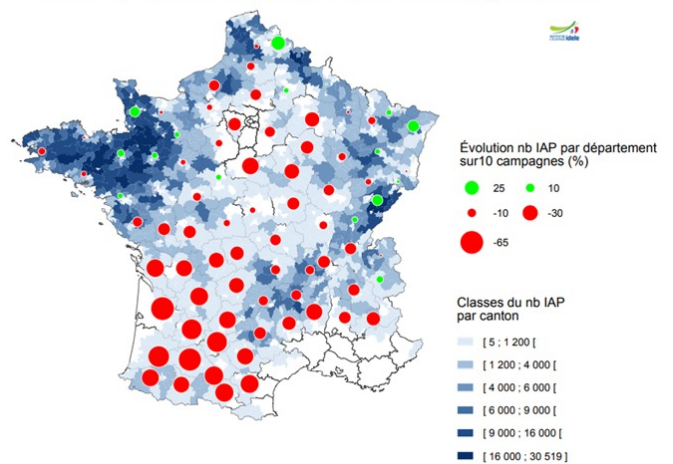 idele
Évolution nb IAP par département
sur10 campagnes (%)
25 10
-10 -30
-65
Classes du nb IAP
par canton
[ 5 ; 1 200 [
[ 1 200 ; 4 000 [
[ 4 000 ; 6 000 [
[ 6 000 ; 9 000 [
[ 9 000 ; 16 000 [
[ 16 000 ; 30 519 [